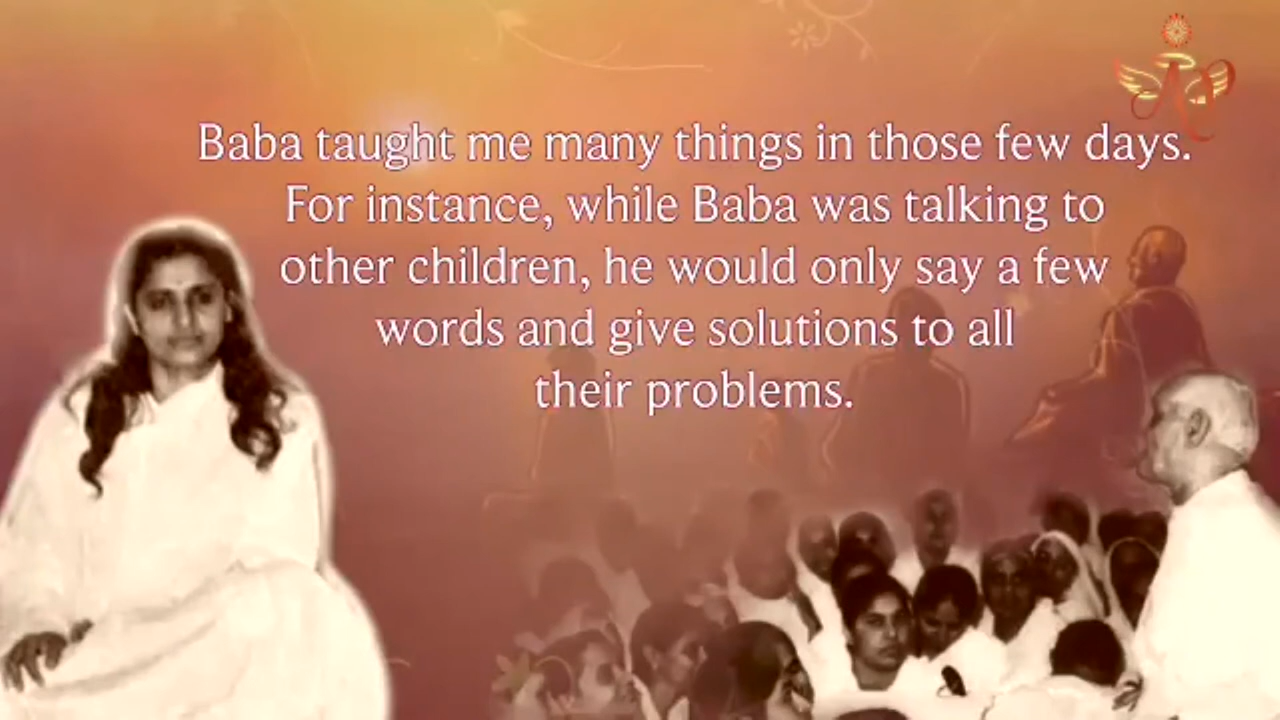 Baba taught me many things in those few days.
For instance, while Baba was talking to
other children, he would only say a few
words and give solutions to all
their problems.